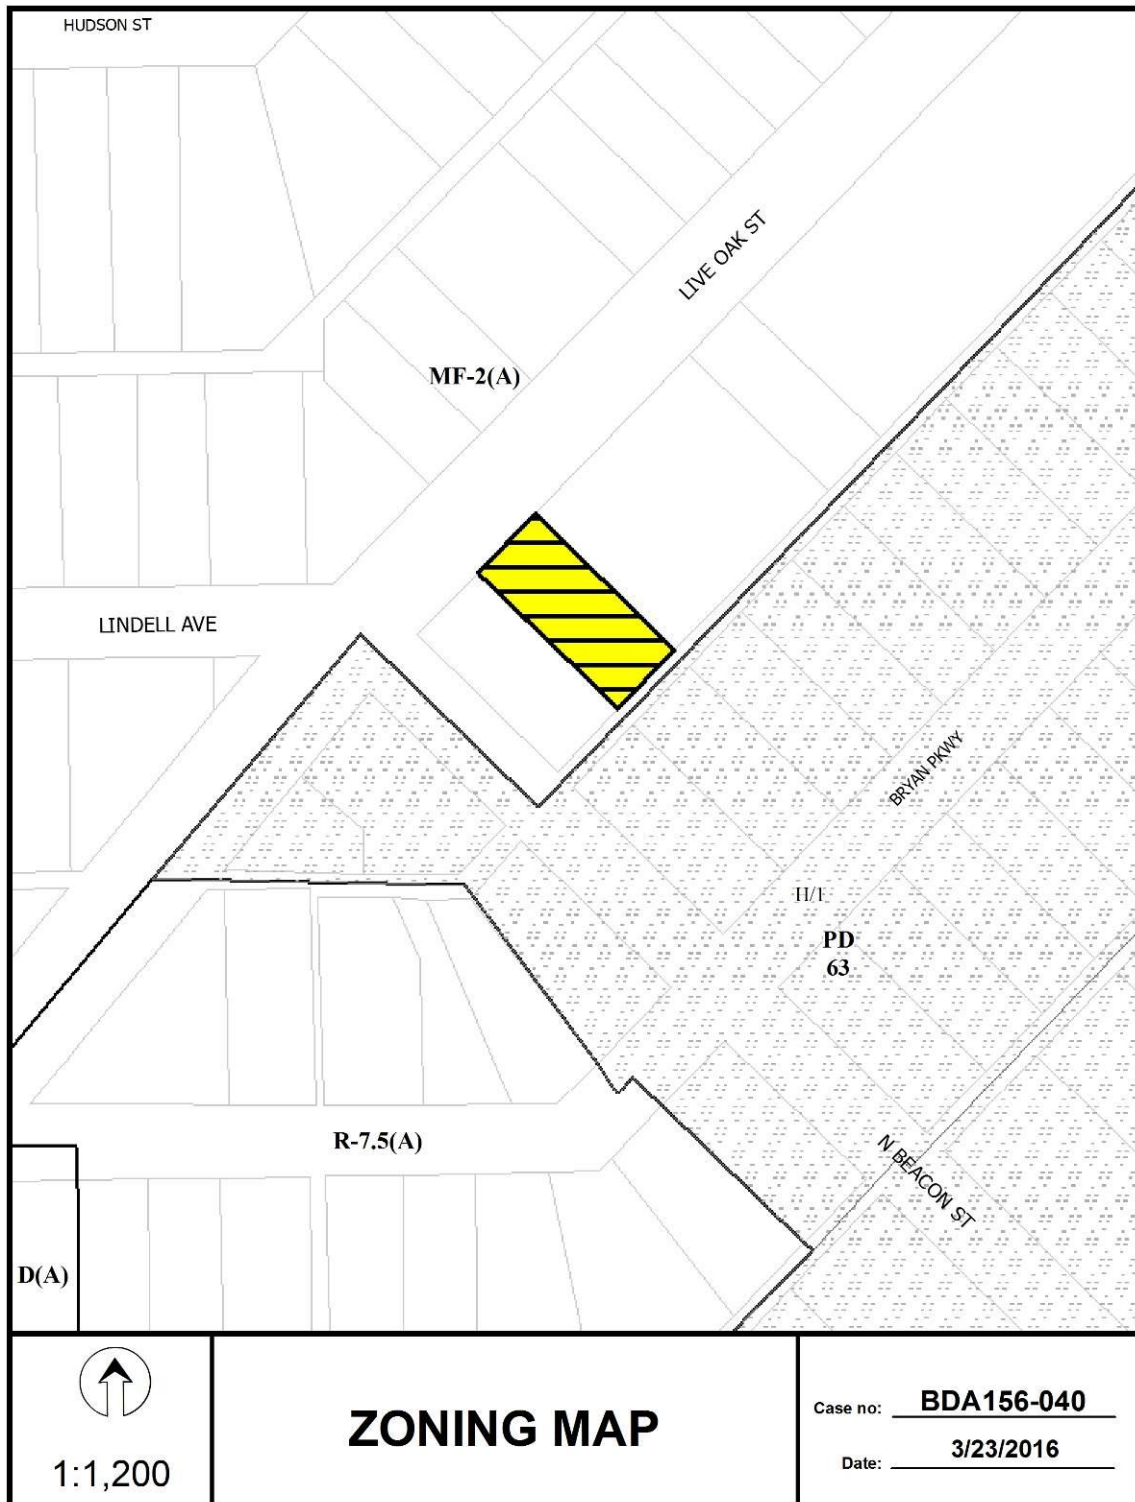 HUDSON ST
LIVE OAK ST
MF-2(A)
LINDELL AVE
BRYAN PKWY
H/1
PD
63
R-7.5(A)
N BEACON ST
D(A)
1:1,200
ZONING MAP
Case no: BDA156-040
Date: 3/23/2016